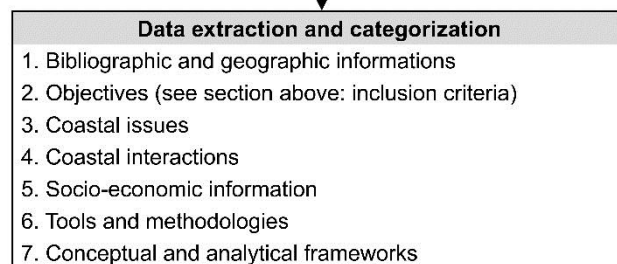 Data extraction and categorization
1. Bibliographic and geographic informations
2. Objectives (see section above: inclusion criteria)
3. Coastal issues
4. Coastal interactions
5. Socio-economic information
6. Tools and methodologies
7. Conceptual and analytical frameworks